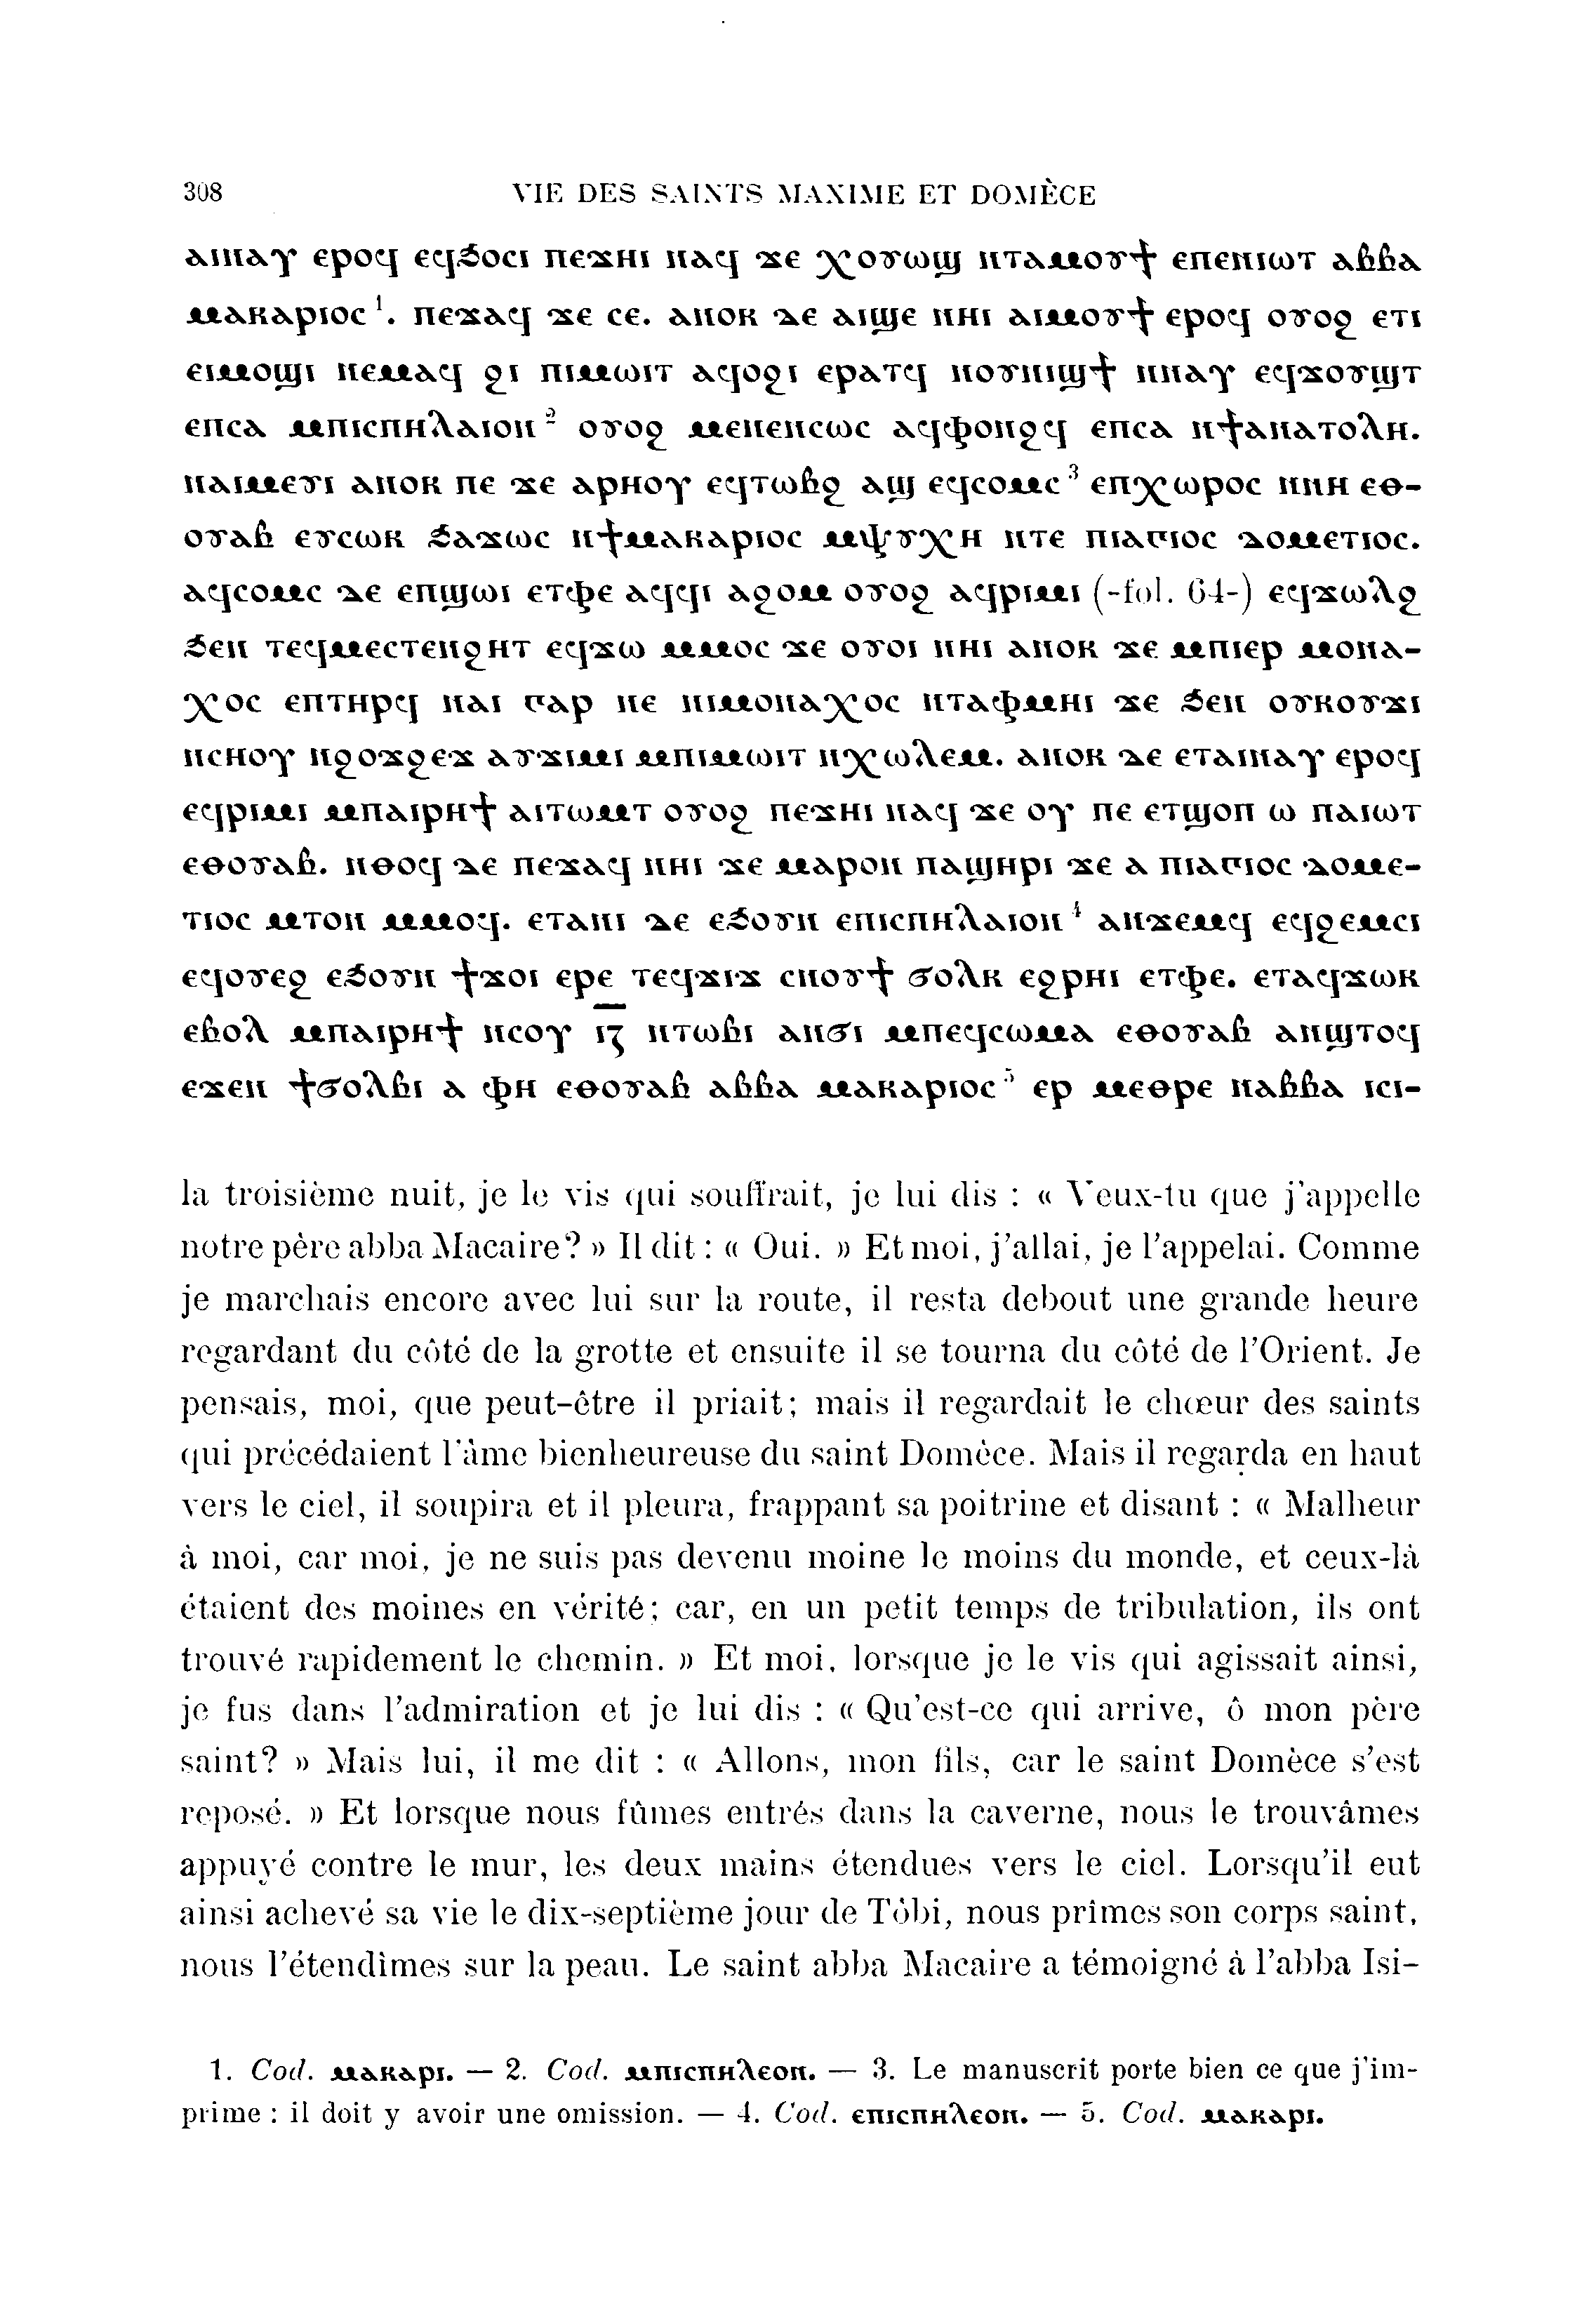 308 VIE DES SAINTS MAXIME ET DOMÈCE
ⲁⲓⲛⲁⲩ ⲉⲣⲟϥ ⲉϥϧⲟⲥⲓ ⲡⲉϫⲏⲓ ⲛⲁϥ ϫⲉ ⲭⲟⲩⲱϣ ⲛⲧⲁⲙⲟⲩϯ ⲉⲡⲉⲛⲓⲱⲧ ⲁⲃⲃⲁ
ⲙⲁⲕⲁⲣⲓⲟⲥ ¹. ⲡⲉϫⲁϥ ϫⲉ ⲥⲉ. ⲁⲛⲟⲕ ⲇⲉ ⲁⲓϣⲉ ⲛⲏⲓ ⲁⲓⲙⲟⲩϯ ⲉⲣⲟϥ ⲟⲩⲟϩ ⲉⲧⲓ
ⲉⲓⲙⲟϣⲓ ⲛⲉⲙⲁϥ ϩⲓ ⲡⲓⲙⲱⲓⲧ ⲁϥⲟϩⲓ ⲉⲣⲁⲧϥ ⲛⲟⲩⲛⲓϣϯ ⲛⲛⲁⲩ ⲉϥϫⲟⲩϣⲧ
ⲉⲡⲥⲁ ⲙⲡⲓⲥⲡⲏⲗⲁⲓⲟⲛ ² ⲟⲩⲟϩ ⲙⲉⲛⲉⲛⲥⲱⲥ ⲁϥⲫⲟⲛϩϥ ⲉⲡⲥⲁ ⲛϯⲁⲛⲁⲧⲟⲗⲏ.
ⲛⲁⲓⲙⲉⲩⲓ ⲁⲛⲟⲕ ⲡⲉ ϫⲉ ⲁⲣⲏⲟⲩ ⲉϥⲧⲱⲃϩ ⲁϣ ⲉϥⲥⲟⲙⲥ ³ ⲉⲡⲭⲱⲣⲟⲥ ⲛⲛⲏ ⲉⲑ-
ⲟⲩⲁⲃ ⲉⲩⲥⲱⲕ ϧⲁϫⲱⲥ ⲛϯⲙⲁⲕⲁⲣⲓⲟⲥ ⲙⲯⲩⲭⲏ ⲛⲧⲉ ⲡⲓⲁⲅⲓⲟⲥ ⲇⲟⲙⲉⲧⲓⲟⲥ.
ⲁϥⲥⲟⲙⲥ ⲇⲉ ⲉⲡϣⲱⲓ ⲉⲧⲫⲉ ⲁϥϥⲓ ⲁϩⲟⲙ ⲟⲩⲟϩ ⲁϥⲣⲓⲙⲓ (-fol. 64-) ⲉϥϫⲱⲗϩ
ϧⲉⲛ ⲧⲉϥⲙⲉⲥⲧⲉⲛϩⲏⲧ ⲉϥϫⲱ ⲙⲙⲟⲥ ϫⲉ ⲟⲩⲟⲓ ⲛⲏⲓ ⲁⲛⲟⲕ ϫⲉ ⲙⲡⲓⲉⲣ ⲙⲟⲛⲁ-
ⲭⲟⲥ ⲉⲡⲧⲏⲣϥ ⲛⲁⲓ ⲅⲁⲣ ⲛⲉ ⲛⲓⲙⲟⲛⲁⲭⲟⲥ ⲛⲧⲁⲫⲙⲏⲓ ϫⲉ ϧⲉⲛ ⲟⲩⲕⲟⲩϫⲓ
ⲛⲥⲏⲟⲩ ⲛϩⲟϫϩⲉϫ ⲁⲩϫⲓⲙⲓ ⲙⲡⲓⲙⲱⲓⲧ ⲛⲭⲱⲗⲉⲙ. ⲁⲛⲟⲕ ⲇⲉ ⲉⲧⲁⲓⲛⲁⲩ ⲉⲣⲟϥ
ⲉϥⲣⲓⲙⲓ ⲙⲡⲁⲓⲣⲏϯ ⲁⲓⲧⲱⲙⲧ ⲟⲩⲟϩ ⲡⲉϫⲏⲓ ⲛⲁϥ ϫⲉ ⲟⲩ ⲡⲉ ⲉⲧϣⲟⲡ ⲱ ⲡⲁⲓⲱⲧ
ⲉⲑⲟⲩⲁⲃ. ⲛⲑⲟϥ ⲇⲉ ⲡⲉϫⲁϥ ⲛⲏⲓ ϫⲉ ⲙⲁⲣⲟⲛ ⲡⲁϣⲏⲣⲓ ϫⲉ ⲁ ⲡⲓⲁⲅⲓⲟⲥ ⲇⲟⲙⲉ-
ⲧⲓⲟⲥ ⲙⲧⲟⲛ ⲙⲙⲟϥ. ⲉⲧⲁⲛⲓ ⲇⲉ ⲉϧⲟⲩⲛ ⲉⲡⲓⲥⲡⲏⲗⲁⲓⲟⲛ ⁴ ⲁⲛϫⲉⲙϥ ⲉϥϩⲉⲙⲥⲓ
ⲉϥⲟⲩⲉϩ ⲉϧⲟⲩⲛ ϯϫⲟⲓ ⲉⲣⲉ ⲧⲉϥϫⲓϫ ⲥⲛⲟⲩϯ ϭⲟⲗⲕ ⲉϩⲣⲏⲓ ⲉⲧⲫⲉ. ⲉⲧⲁϥϫⲱⲕ
ⲉⲃⲟⲗ ⲙⲡⲁⲓⲣⲏϯ ⲛⲥⲟⲩ ⲓ̅ⲍ̅ ⲛⲧⲱⲃⲓ ⲁⲛϭⲓ ⲙⲡⲉϥⲥⲱⲙⲁ ⲉⲑⲟⲩⲁⲃ ⲁⲛϣⲧⲟϥ
ⲉϫⲉⲛ ϯϭⲟⲗⲃⲓ ⲁ ⲫⲏ ⲉⲑⲟⲩⲁⲃ ⲁⲃⲃⲁ ⲙⲁⲕⲁⲣⲓⲟⲥ ⁵ ⲉⲣ ⲙⲉⲑⲣⲉ ⲛⲁⲃⲃⲁ ⲓⲥⲓ-
la troisième nuit, je le vis qui souffrait, je lui dis : « Veux-tu que j'appelle
notre père abba Macaire? » Il dit : « Oui. » Et moi, j'allai, je l'appelai. Comme
je marchais encore avec lui sur la route, il resta debout une grande heure
regardant du côté de la grotte et ensuite il se tourna du côté de l'Orient. Je
pensais, moi, que peut-être il priait; mais il regardait le chœur des saints
qui précédaient l'âme bienheureuse du saint Domèce. Mais il regarda en haut
vers le ciel, il soupira et il pleura, frappant sa poitrine et disant : « Malheur
à moi, car moi, je ne suis pas devenu moine le moins du monde, et ceux-là
étaient des moines en vérité; car, en un petit temps de tribulation, ils ont
trouvé rapidement le chemin. » Et moi, lorsque je le vis qui agissait ainsi,
je fus dans l'admiration et je lui dis : « Qu'est-ce qui arrive, ô mon père
saint? » Mais lui, il me dit : « Allons, mon fils, car le saint Domèce s'est
reposé. » Et lorsque nous fûmes entrés dans la caverne, nous le trouvâmes
appuyé contre le mur, les deux mains étendues vers le ciel. Lorsqu'il eut
ainsi achevé sa vie le dix-septième jour de Tôbi, nous prîmes son corps saint,
nous l'étendîmes sur la peau. Le saint abba Macaire a témoigné à l'abba Isi-
1. Cod. ⲙⲁⲕⲁⲣⲓ. — 2. Cod. ⲙⲡⲓⲥⲡⲏⲗⲉⲟⲛ. — 3. Le manuscrit porte bien ce que j'im-
prime : il doit y avoir une omission. — 4. Cod. ⲉⲡⲓⲥⲡⲏⲗⲉⲟⲛ. — 5. Cod. ⲙⲁⲕⲁⲣⲓ.